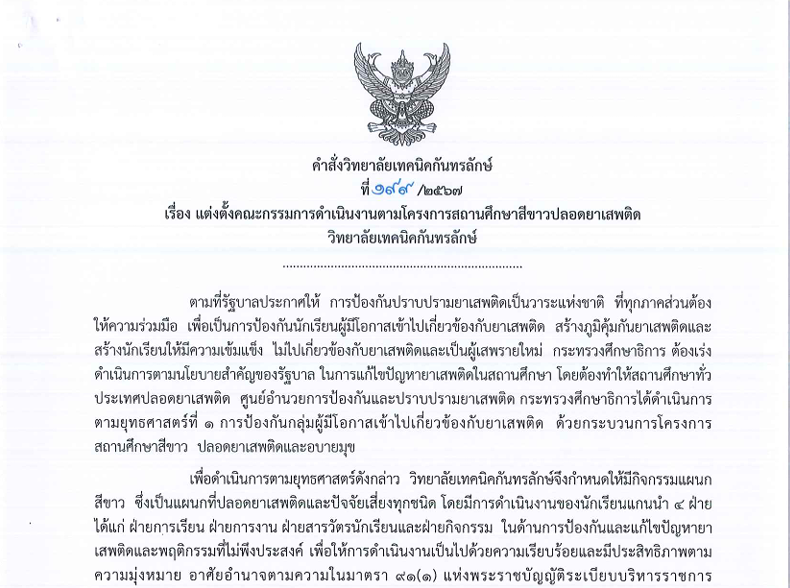 คำสั่งวิทยาลัยเทคนิคกันทรลักษ์
ที่ ๑๙๙ /๒๕๖๗
เรื่อง แต่งตั้งคณะกรรมการดำเนินงานตามโครงการสถานศึกษาสีขาวปลอดยาเสพติด
วิทยาลัยเทคนิคกันทรลักษ์
......................................................................
ตามที่รัฐบาลประกาศให้ การป้องกันปราบปรามยาเสพติดเป็นวาระแห่งชาติ ที่ทุกภาคส่วนต้อง
ให้ความร่วมมือ เพื่อเป็นการป้องกันนักเรียนผู้มีโอกาสเข้าไปเกี่ยวข้องกับยาเสพติด สร้างภูมิคุ้มกันยาเสพติดและ
สร้างนักเรียนให้มีความเข้มแข็ง ไม่ไปเกี่ยวข้องกับยาเสพติดและเป็นผู้เสพรายใหม่ กระทรวงศึกษาธิการ ต้องเร่ง
ดำเนินการตามนโยบายสำคัญของรัฐบาล ในการแก้ไขปัญหายาเสพติดในสถานศึกษา โดยต้องทำให้สถานศึกษาทั่ว
ประเทศปลอดยาเสพติด ศูนย์อำนวยการป้องกันและปราบปรามยาเสพติด กระทรวงศึกษาธิการได้ดำเนินการ
ตามยุทธศาสตร์ที่ ๑ การป้องกันกลุ่มผู้มีโอกาสเข้าไปเกี่ยวข้องกับยาเสพติด ด้วยกระบวนการโครงการ
สถานศึกษาสีขาว ปลอดยาเสพติดและอบายมุข
เพื่อดำเนินการตามยุทธศาสตร์ดังกล่าว วิทยาลัยเทคนิคกันทรลักษ์จึงกำหนดให้มีกิจกรรมแผนก
สีขาว ซึ่งเป็นแผนกที่ปลอดยาเสพติดและปัจจัยเสี่ยงทุกชนิด โดยมีการดำเนินงานของนักเรียนแกนนำ ๔ ฝ่าย
ได้แก่ ฝ่ายการเรียน ฝ่ายการงาน ฝ่ายสารวัตรนักเรียนและฝ่ายกิจกรรม ในด้านการป้องกันและแก้ไขปัญหายา
เสพติดและพฤติกรรมที่ไม่พึงประสงค์ เพื่อให้การดำเนินงานเป็นไปด้วยความเรียบร้อยและมีประสิทธิภาพตาม
ความมุ่งหมาย อาศัยอำนาจตามความในมาตรา ๙๑(๑) แห่งพระราชบัญญัติระเบียบบริหารราชการ